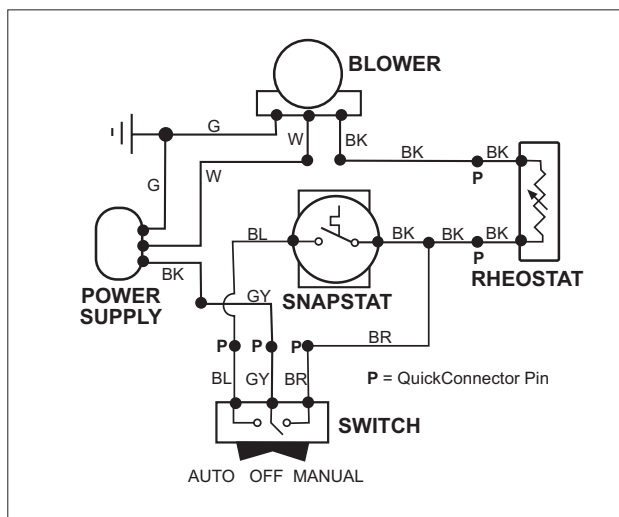 BLOWER
G
W
BK
BK
BK
P
G
W
BL
BK
BK
BK
P
BK
SNAPSTAT
RHEOSTAT
POWER
SUPPLY
GY
BR
P
P
P
P = QuickConnector Pin
BL
GY
BR
SWITCH
AUTO OFF MANUAL